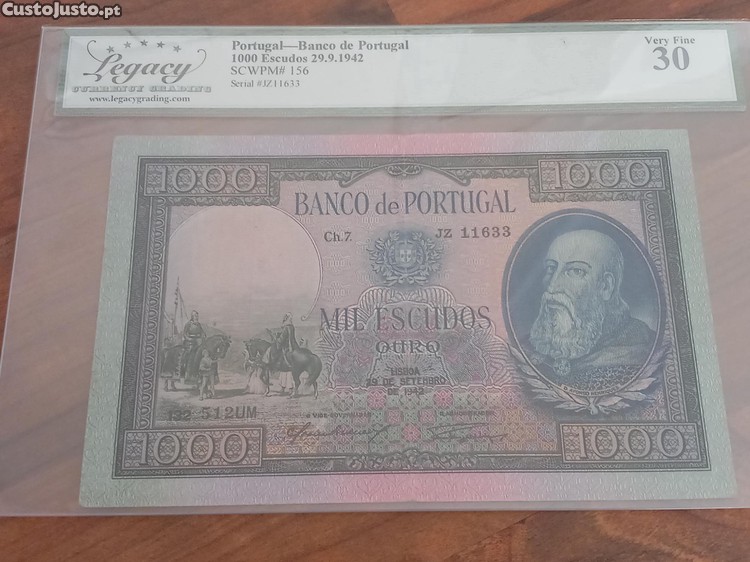 CustoJusto.pt
Legacy
CURRENCY GRADING
www.legacygrading.com
Portugal—Banco de Portugal
1000 Escudos 29.9.1942
SCWPM# 156
Serial #JZ11633
Very Fine
30
1000
1000
BANCO de PORTUGAL
Ch.7.
JZ 11633
MIL ESCUDOS
OURO
LISBOA
29 DE SETEMBRO
DE 1942
132
512UM
O VICE-GOVERNADOR
1000
1000